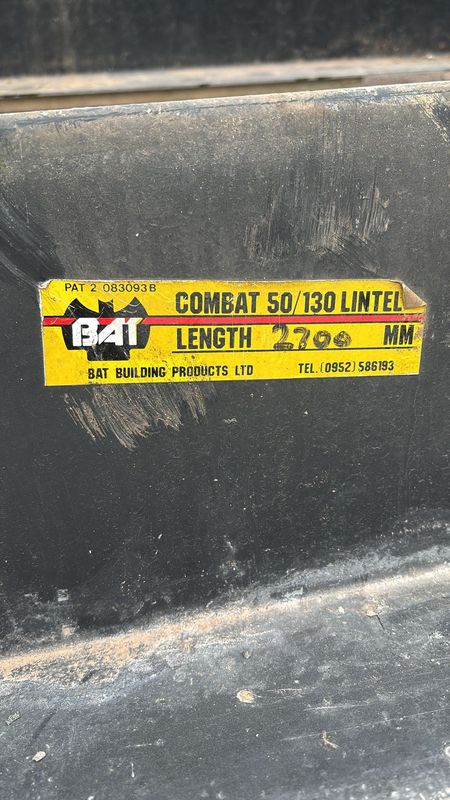 PAT 2 083093B
BAT
COMBAT 50/130 LINTEL
LENGTH 2700 MM
BAT BUILDING PRODUCTS LTD TEL.(0952) 586193